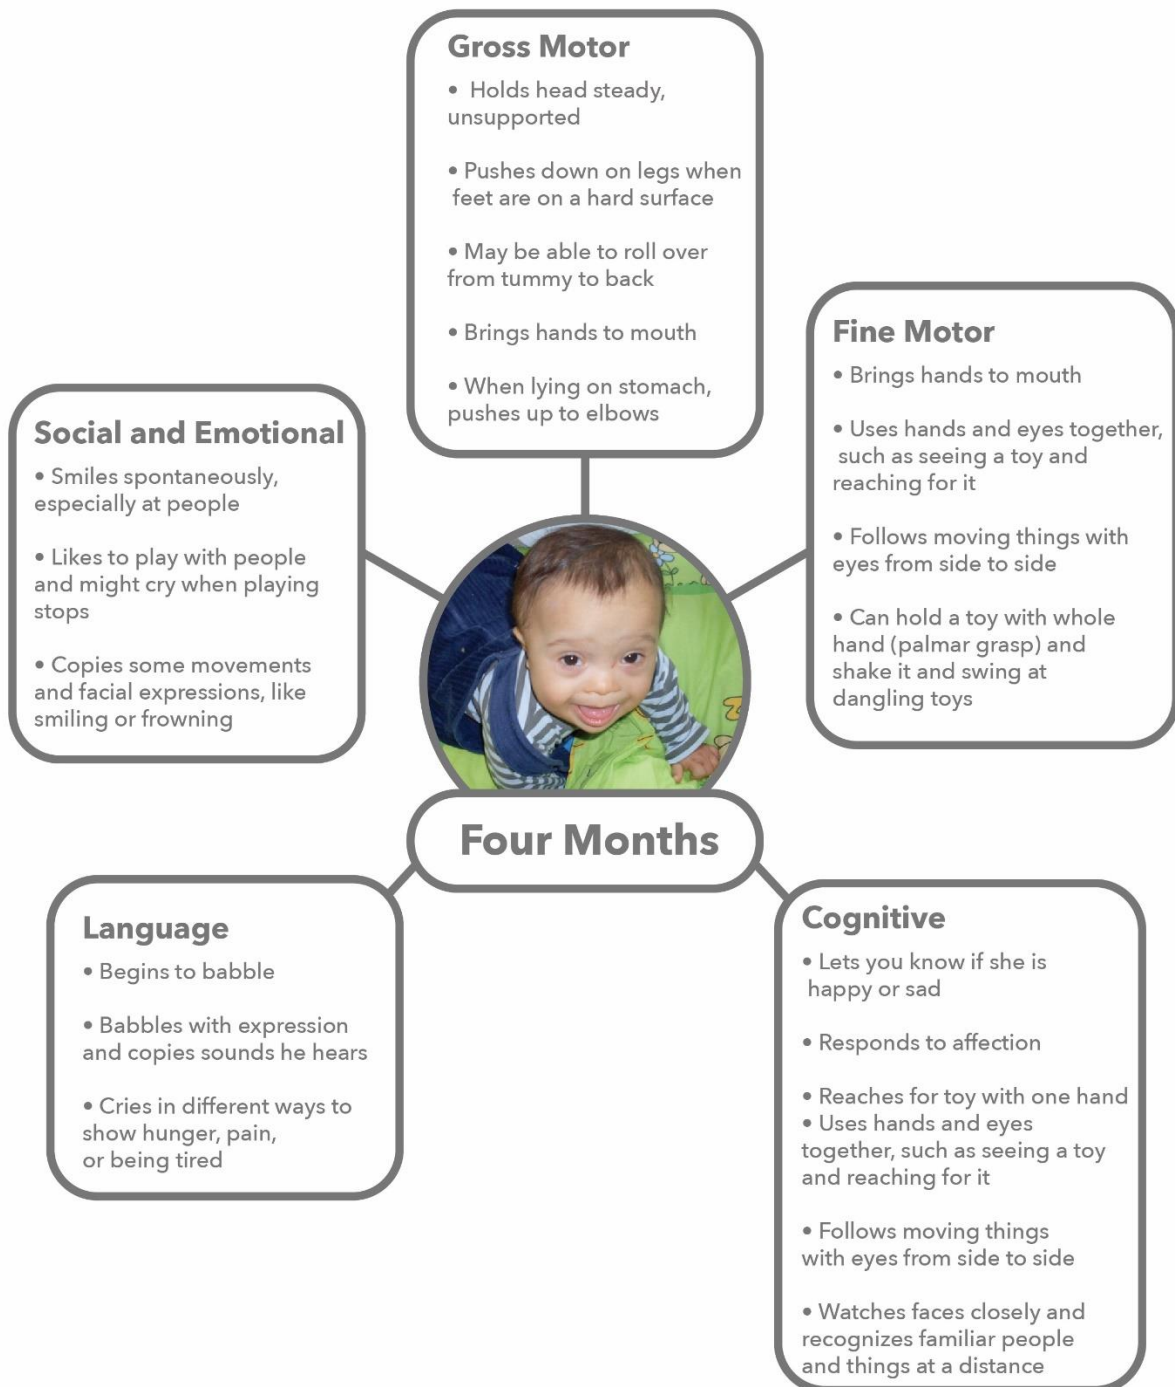 Gross Motor
• Holds head steady,
unsupported
• Pushes down on legs when
feet are on a hard surface
• May be able to roll over
from tummy to back
• Brings hands to mouth
• When lying on stomach,
pushes up to elbows
Fine Motor
• Brings hands to mouth
• Uses hands and eyes together,
such as seeing a toy and
reaching for it
• Follows moving things with
eyes from side to side
• Can hold a toy with whole
hand (palmar grasp) and
shake it and swing at
dangling toys
Social and Emotional
• Smiles spontaneously,
especially at people
• Likes to play with people
and might cry when playing
stops
• Copies some movements
and facial expressions, like
smiling or frowning
Four Months
Language
• Begins to babble
• Babbles with expression
and copies sounds he hears
• Cries in different ways to
show hunger, pain,
or being tired
Cognitive
• Lets you know if she is
happy or sad
• Responds to affection
• Reaches for toy with one hand
• Uses hands and eyes
together, such as seeing a toy
and reaching for it
• Follows moving things
with eyes from side to side
• Watches faces closely and
recognizes familiar people
and things at a distance